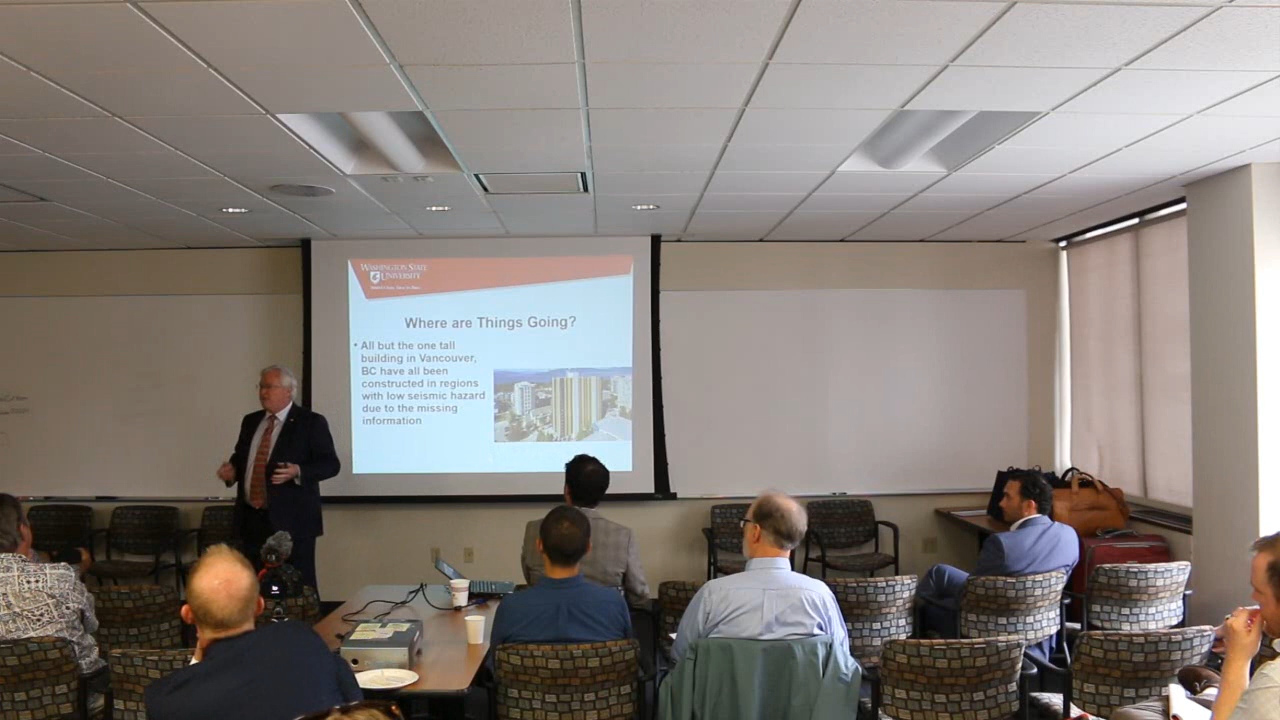 WASHINGTON STATE
UNIVERSITY
Where are Things Going?
• All but the one tall
building in Vancouver,
BC have all been
constructed in regions
with low seismic hazard
due to the missing
information